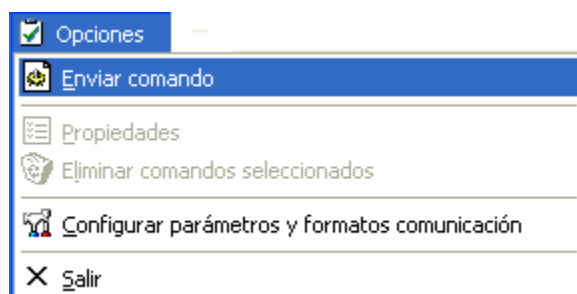 Opciones
Enviar comando
Propiedades
Eliminar comandos seleccionados
Configurar parámetros y formatos comunicación
Salir